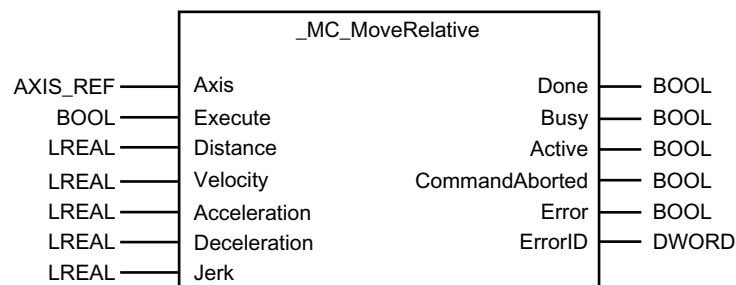 _MC_MoveRelative
AXIS_REF Axis Done BOOL
BOOL Execute Busy BOOL
LREAL Distance Active BOOL
LREAL Velocity CommandAborted BOOL
LREAL Acceleration Error BOOL
LREAL Deceleration ErrorID DWORD
LREAL Jerk